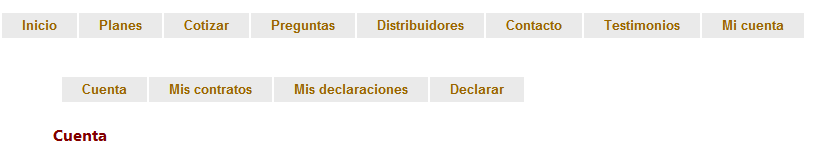 Inicio Planes Cotizar Preguntas Distribuidores Contacto Testimonios Mi cuenta
Cuenta Mis contratos Mis declaraciones Declarar
Cuenta